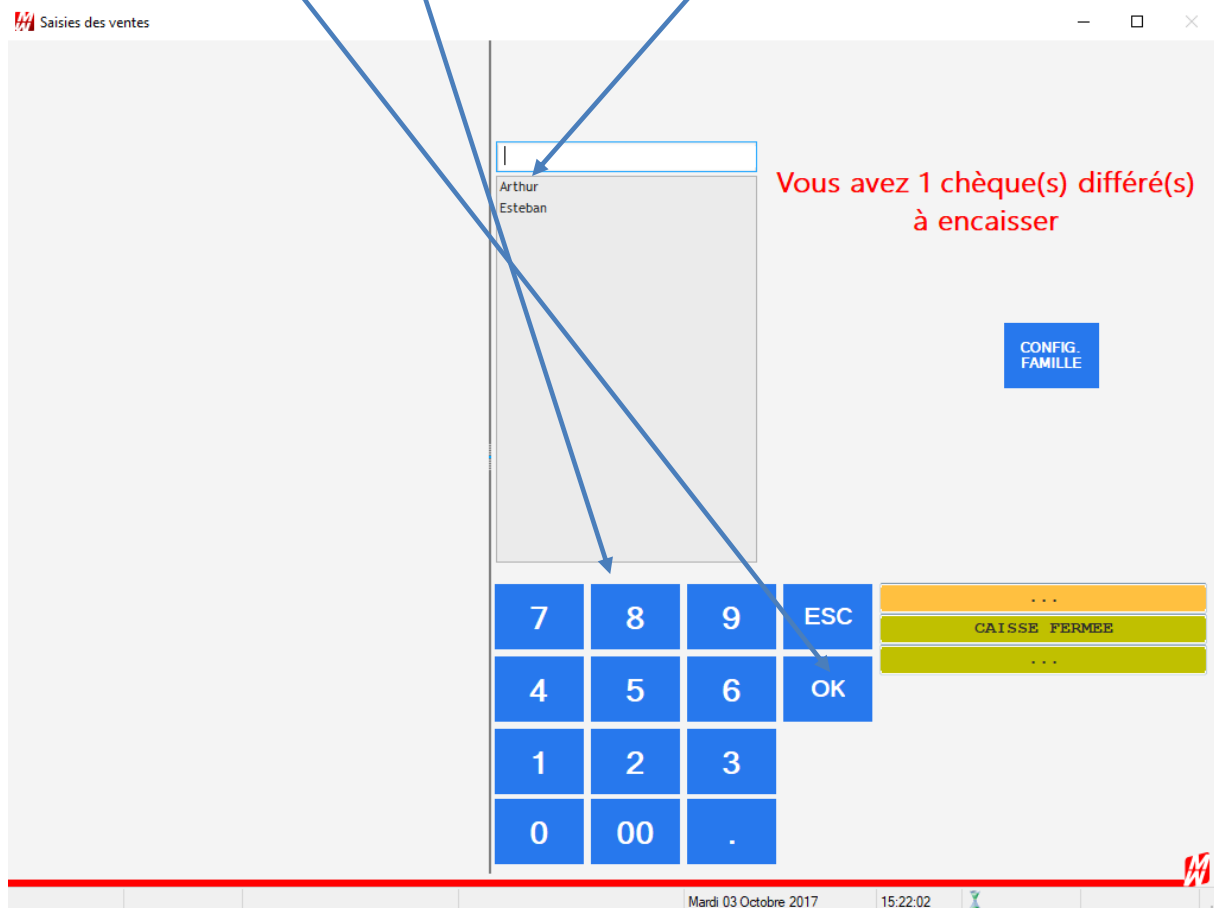 Saisies des ventes
Arthur
Esteban
Vous avez 1 chèque(s) différé(s)
à encaisser
CONFIG.
FAMILLE
7 8 9 ESC
...
CAISSE FERMEE
...
4 5 6 OK
1 2 3
0 00 .
Mardi 03 Octobre 2017 15:22:02